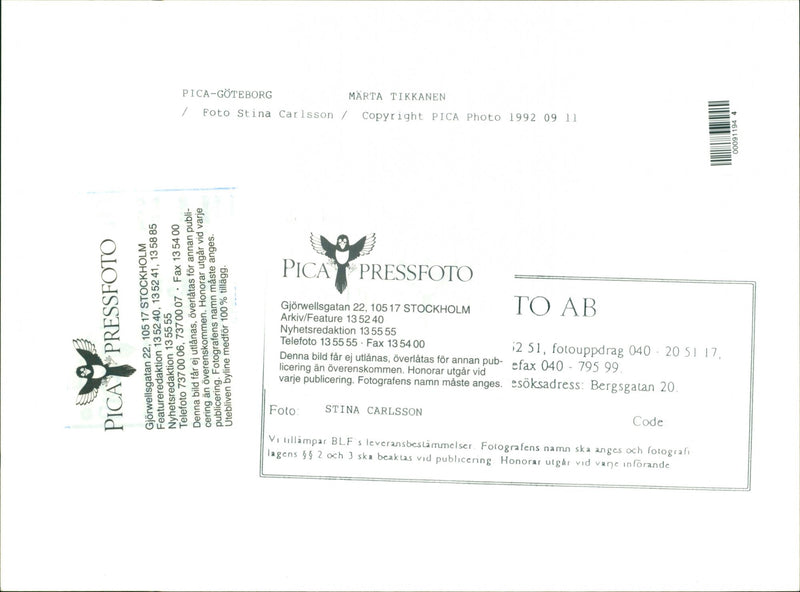 PICA-GÖTEBORG MÄRTA TIKKANEN
/ Foto Stina Carlsson / Copyright PICA Photo 1992 09 11
00091194 4
PICA PRESSFOTO
Gjörwellsgatan 22, 105 17 STOCKHOLM
Featureredaktion 13 52 40, 13 52 41, 13 58 85
Nyhetsredaktion 13 55 55
Telefoto 737 00 06, 737 00 07 · Fax 13 54 00
Denna bild får ej utlånas, överlåtas för annan publi-
cering än överenskommen. Honorar utgår vid varje
publicering. Fotografens namn måste anges.
Utebliven byline medför 100% tillägg.
PICA PRESSFOTO
Gjörwellsgatan 22, 105 17 STOCKHOLM
Arkiv/Feature 13 52 40
Nyhetsredaktion 13 55 55
Telefoto 13 55 55 · Fax 13 54 00
Denna bild får ej utlånas, överlåtas för annan pub-
licering än överenskommen. Honorar utgår vid
varje publicering. Fotografens namn måste anges.
TO AB
52 51, fotouppdrag 040 - 20 51 17,
efax 040 - 795 99.
esöksadress: Bergsgatan 20.
Foto: STINA CARLSSON
Code
Vi tillämpar BLF's leveransbestämmelser. Fotografens namn ska anges och fotografi
lagens §§ 2 och 3 ska beaktas vid publicering. Honorar utgår vid varje införande